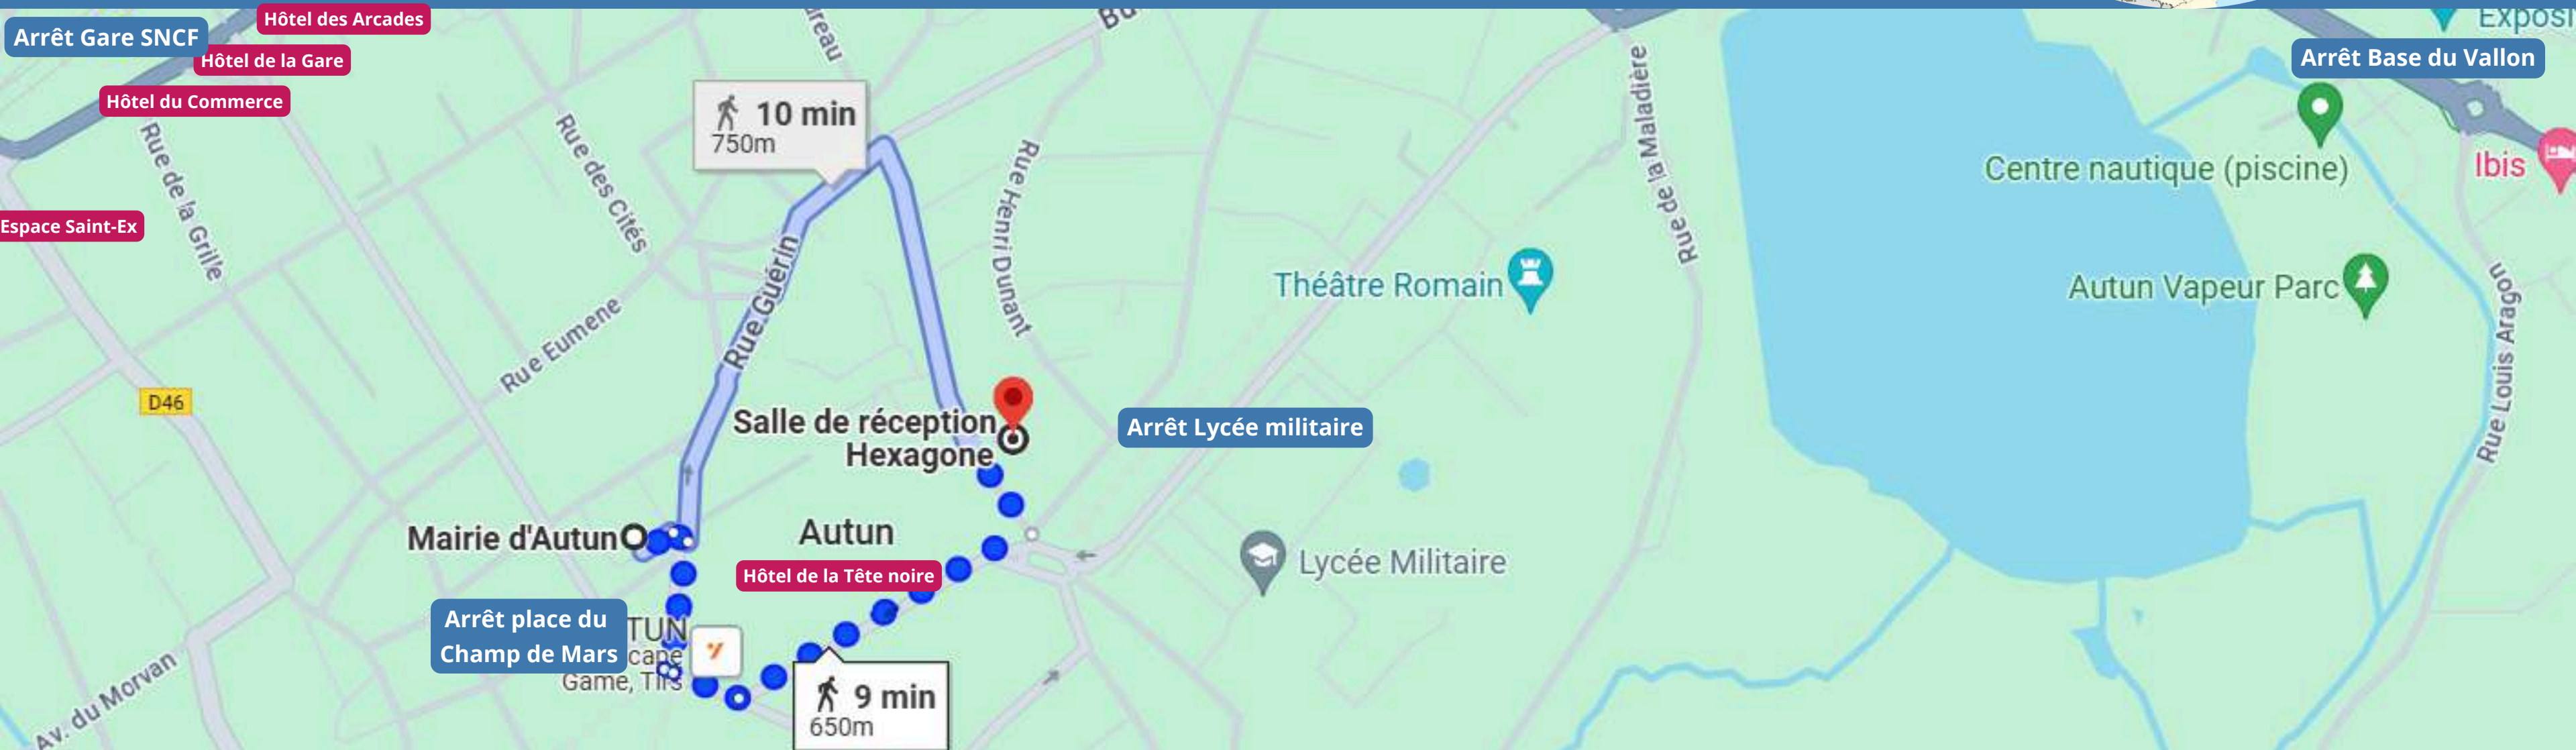 Hôtel des Arcades
Arrêt Gare SNCF
Hôtel de la Gare
Hôtel du Commerce
Exposi
Arrêt Base du Vallon
10 min
750m
Rue de la Maladière
Rue de la Grille
Rue des Cités
Rue Henri Dunant
Centre nautique (piscine)
Ibis
Espace Saint-Ex
Rue Guérin
Théâtre Romain
Autun Vapeur Parc
Rue Louis Aragon
Rue Eumene
D46
Salle de réception
Hexagone
Arrêt Lycée militaire
Mairie d'Autun
Autun
Lycée Militaire
Hôtel de la Tête noire
Arrêt place du
Champ de Mars
TUN
cape
Game, Tirs
9 min
650m
Av. du Morvan